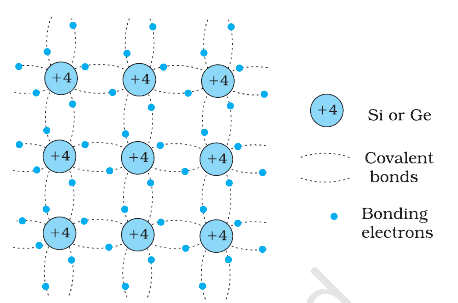 +4 +4 +4
+4 Si or Ge
+4 +4 +4
Covalent
bonds
Bonding
electrons
+4 +4 +4